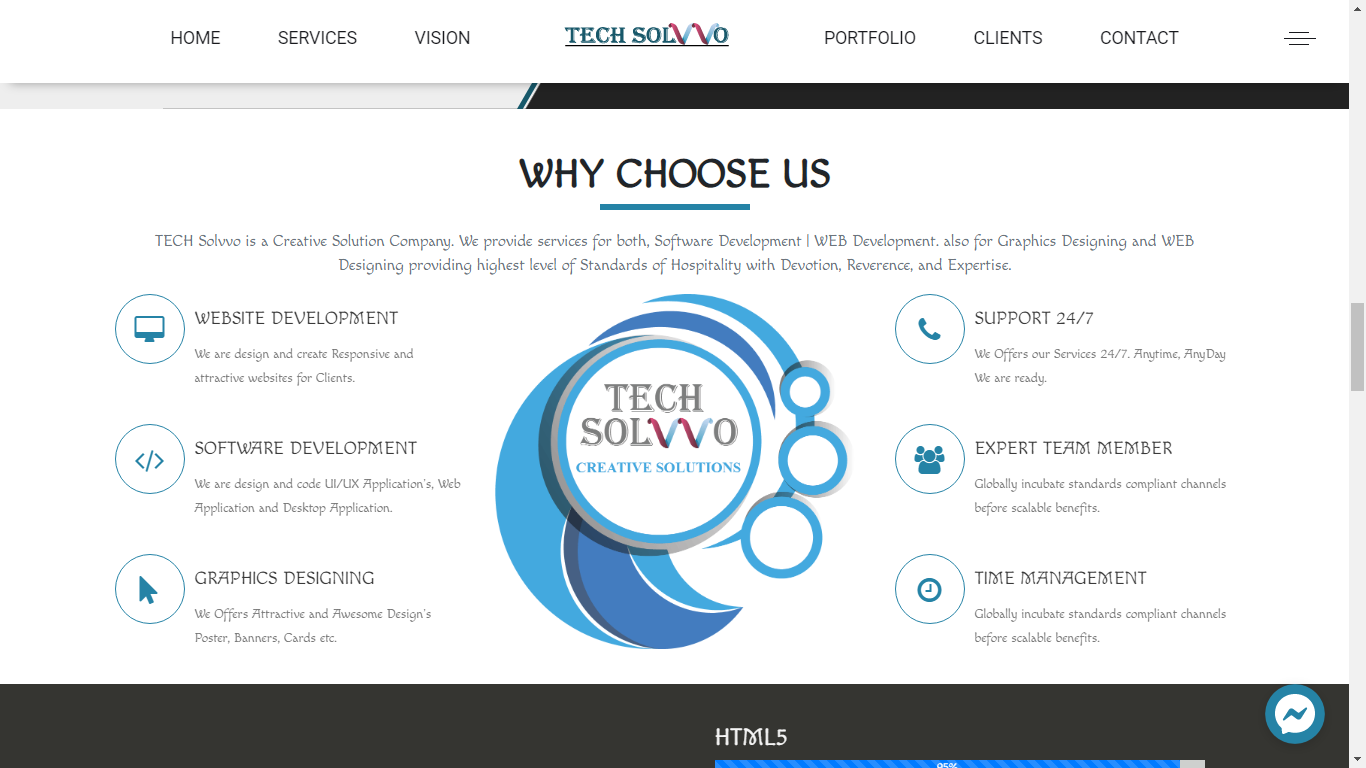 HOME SERVICES VISION TECH SOLVVO PORTFOLIO CLIENTS CONTACT
WHY CHOOSE US
TECH Solvvo is a Creative Solution Company. We provide services for both, Software Development | WEB Development. also for Graphics Designing and WEB
Designing providing highest level of Standards of Hospitality with Devotion, Reverence, and Expertise.
WEBSITE DEVELOPMENT
We are design and create Responsive and
attractive websites for Clients.
SOFTWARE DEVELOPMENT
We are design and code UI/UX Application's, Web
Application and Desktop Application.
GRAPHICS DESIGNING
We Offers Attractive and Awesome Design's
Poster, Banners, Cards etc.
TECH
SOLVVO
CREATIVE SOLUTIONS
SUPPORT 24/7
We Offers our Services 24/7. Anytime, AnyDay
We are ready.
EXPERT TEAM MEMBER
Globally incubate standards compliant channels
before scalable benefits.
TIME MANAGEMENT
Globally incubate standards compliant channels
before scalable benefits.
HTML5
95%